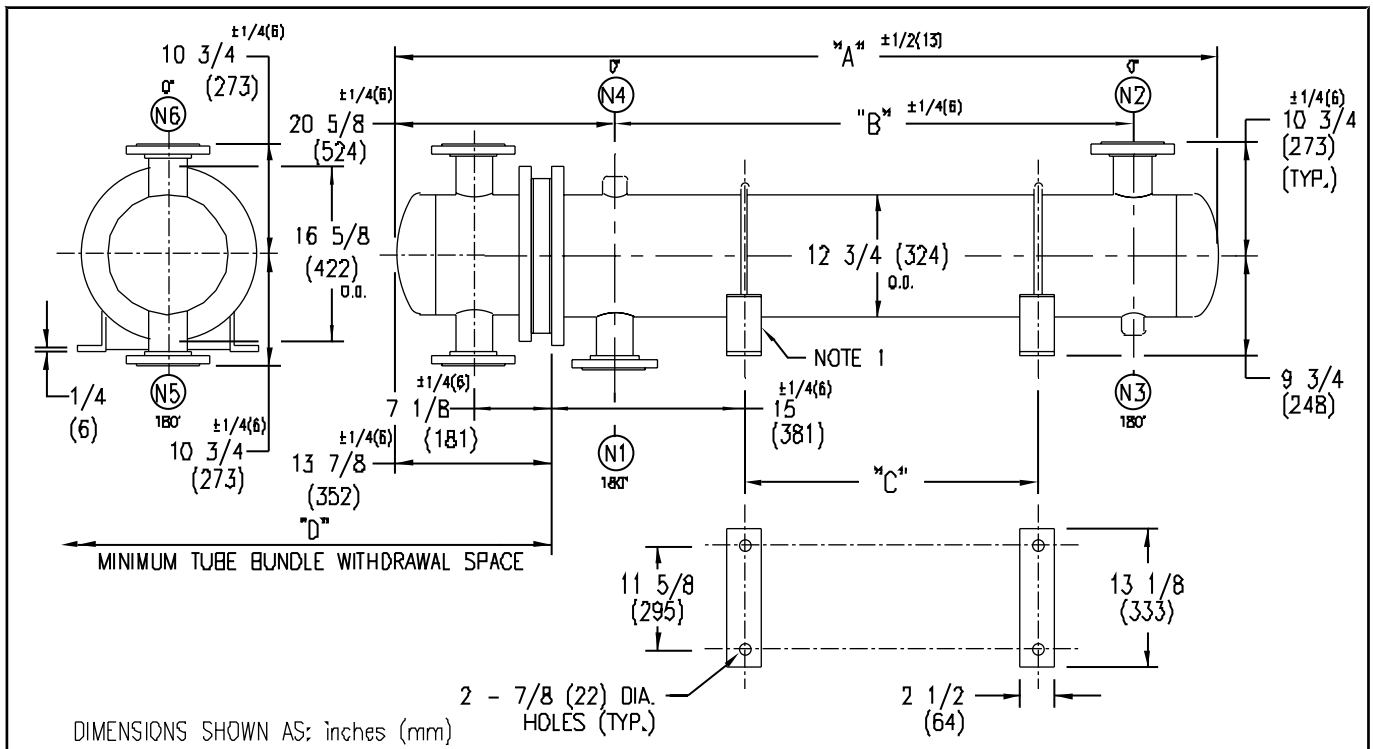 ±1/4(6)
10 3/4
(273)
0°
N6
±1/4(6)
20 5/8
(524)
N4
"A" ±1/2(13)
"B" ±1/4(6)
N2
±1/4(6)
10 3/4
(273)
(TYP.)
16 5/8
(422)
O.D.
12 3/4 (324)
O.D.
NOTE 1
1/4
(6)
N5
180°
±1/4(6)
10 3/4
(273)
±1/4(6)
7 1/8
(181)
±1/4(6)
13 7/8
(352)
±1/4(6)
15
(381)
N1
N3
180°
9 3/4
(248)
"C"
"D"
MINIMUM TUBE BUNDLE WITHDRAWAL SPACE
11 5/8
(295)
13 1/8
(333)
2 - 7/8 (22) DIA.
HOLES (TYP.)
2 1/2
(64)
DIMENSIONS SHOWN AS: inches (mm)